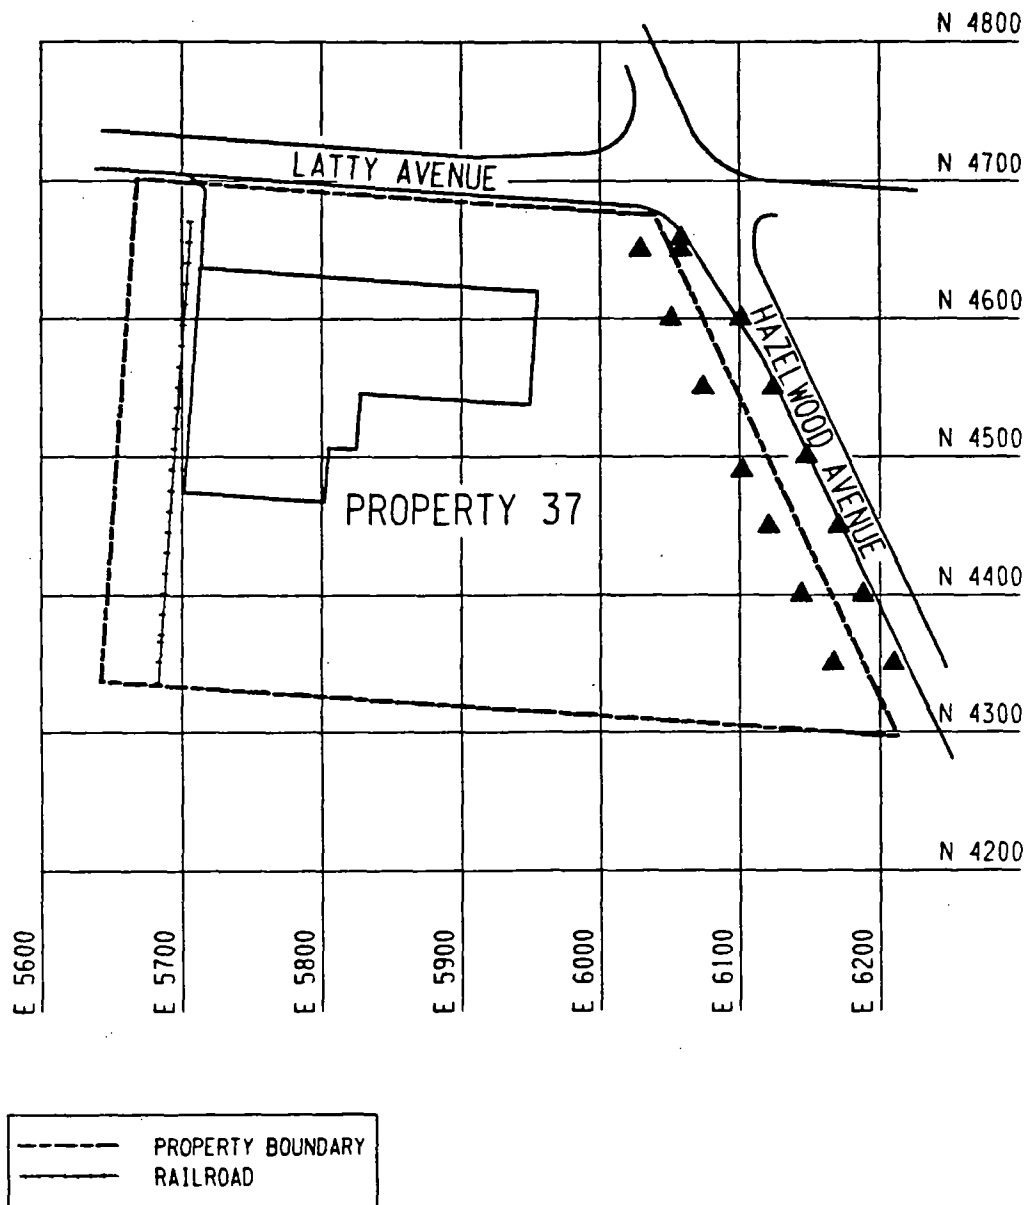 N 4800
LATTY AVENUE
N 4700
N 4600
HAZELWOOD AVENUE
N 4500
PROPERTY 37
N 4400
N 4300
N 4200
E 5600
E 5700
E 5800
E 5900
E 6000
E 6100
E 6200
PROPERTY BOUNDARY
RAILROAD